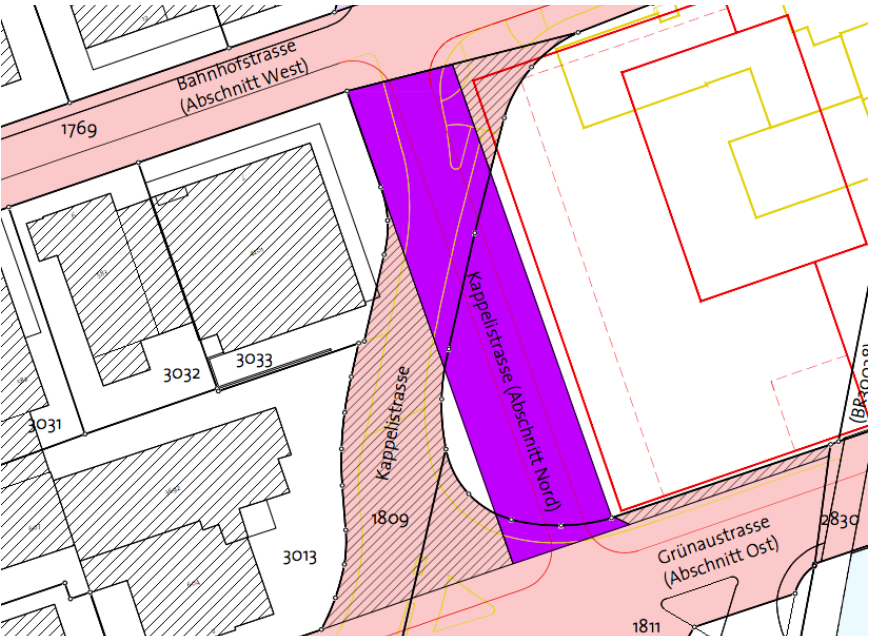 Bahnhofstrasse
(Abschnitt West)
1769
3031
3032
3033
Kappelistrasse
Kappelistrasse (Abschnitt Nord)
1809
3013
Grünaustrasse
(Abschnitt Ost)
2830
1811